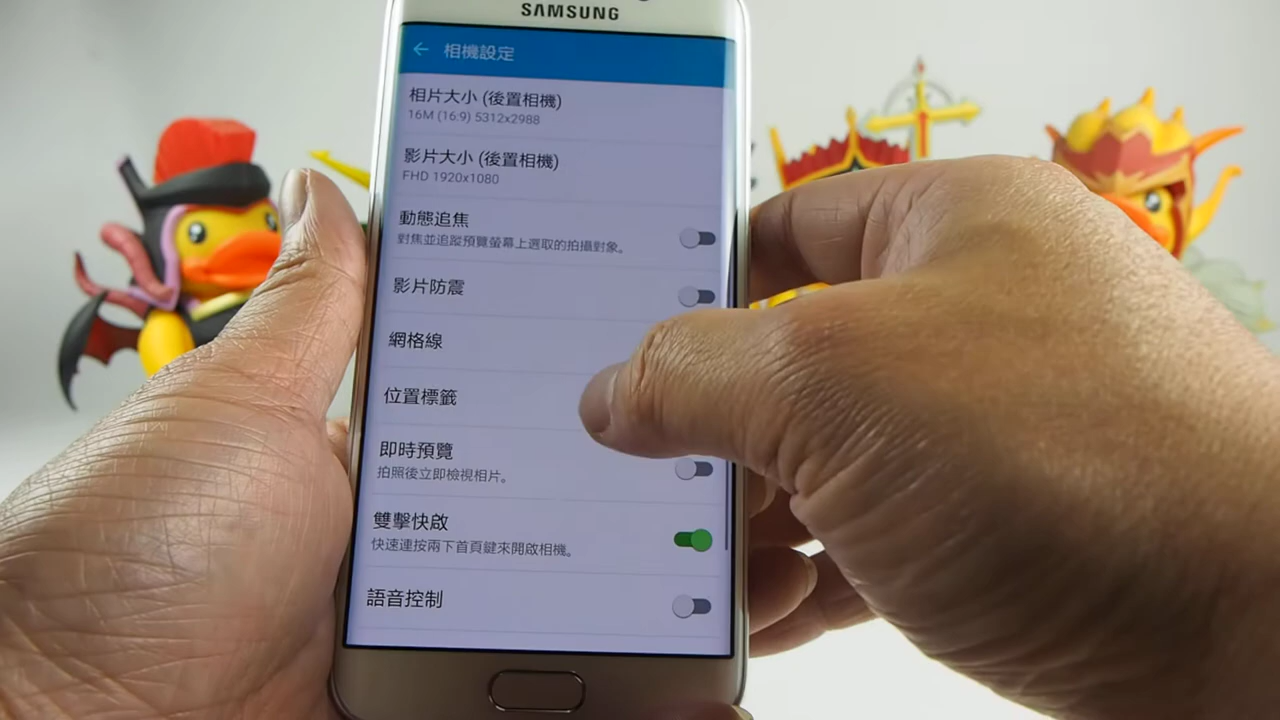 SAMSUNG
相機設定
相片大小 (後置相機)
16M (16:9) 5312x2988
影片大小 (後置相機)
FHD 1920x1080
動態追焦
對焦並追蹤預覽螢幕上選取的拍攝對象。
影片防震
網格線
位置標籤
即時預覽
拍照後立即檢視相片。
雙擊快啟
快速連按兩下首頁鍵來開啟相機。
語音控制